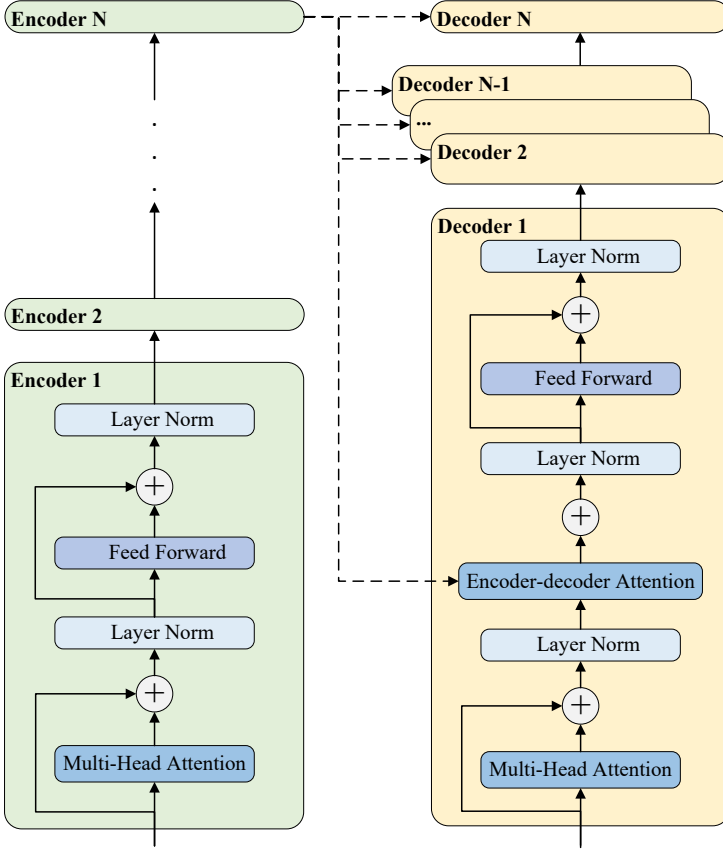 Encoder N
Encoder 2
Encoder 1
Layer Norm
+
Feed Forward
Layer Norm
+
Multi-Head Attention
Decoder N
Decoder N-1
...
Decoder 2
Decoder 1
Layer Norm
+
Feed Forward
Layer Norm
+
Encoder-decoder Attention
Layer Norm
+
Multi-Head Attention